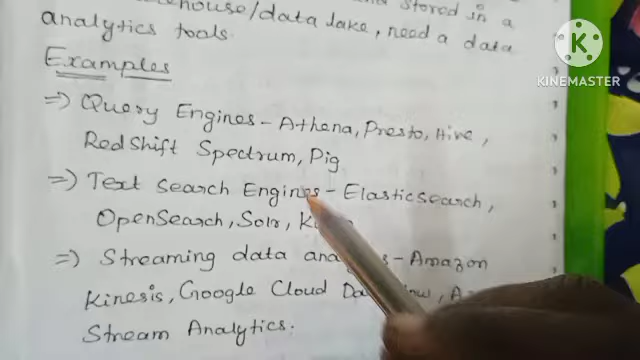 house/data lake, need a data
analytics tools.
Examples
=> Query Engines - Athena, Presto, Hive,
RedShift Spectrum, Pig
=> Text Search Engines - Elasticsearch,
OpenSearch, Solr,
=> Streaming data - Amazon
Kinesis, Google Cloud
Stream Analytics.
K
KINEMASTER